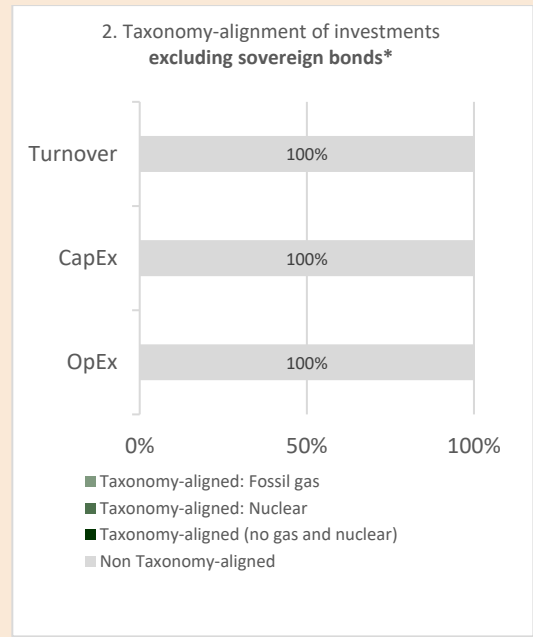 2. Taxonomy-alignment of investments
excluding sovereign bonds*
Turnover
100%
CapEx
100%
OpEx
100%
0%
50%
100%
Taxonomy-aligned: Fossil gas
Taxonomy-aligned: Nuclear
Taxonomy-aligned (no gas and nuclear)
Non Taxonomy-aligned